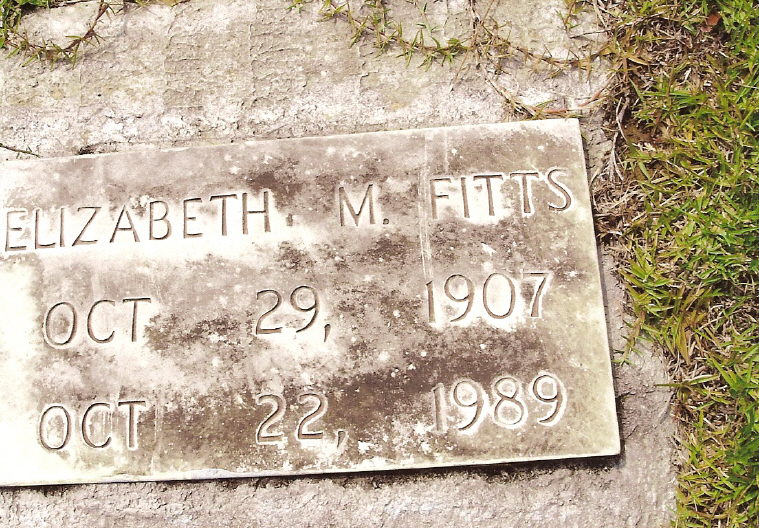 ELIZABETH M. FITTS
OCT 29, 1907
OCT 22, 1989